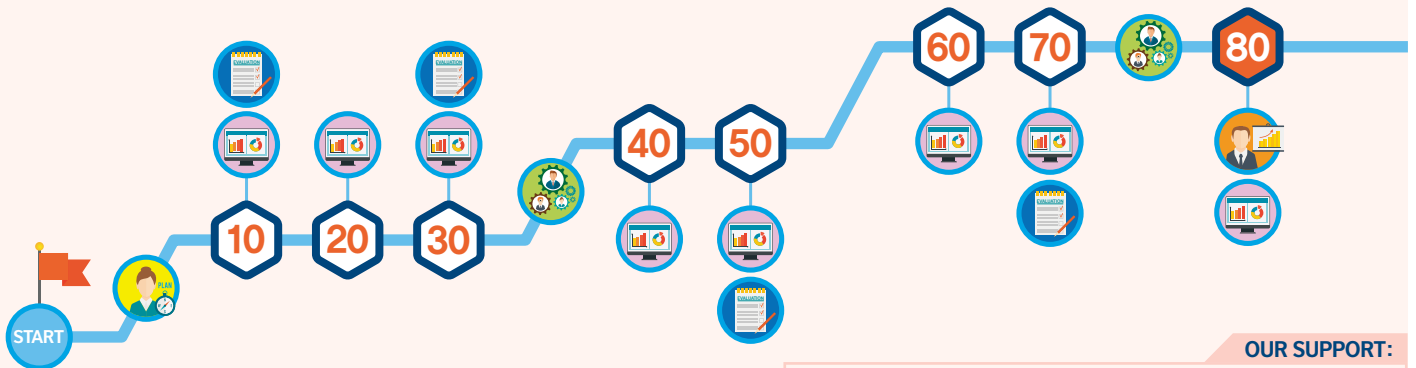 60
70
80
EVALUATION
EVALUATION
40
50
EVALUATION
10
20
30
PLAN
EVALUATION
START
OUR SUPPORT: